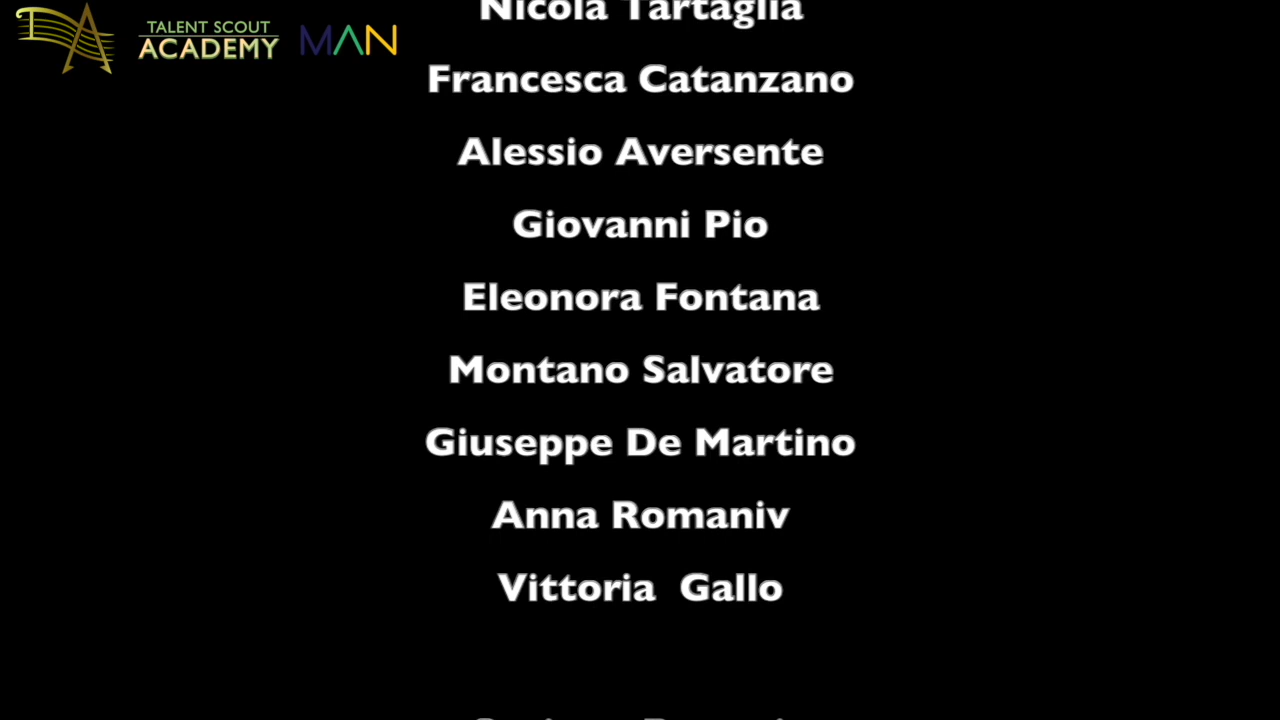 TALENT SCOUT
ACADEMY
MAN
Nicola Tartaglia
Francesca Catanzano
Alessio Aversente
Giovanni Pio
Eleonora Fontana
Montano Salvatore
Giuseppe De Martino
Anna Romaniv
Vittoria  Gallo